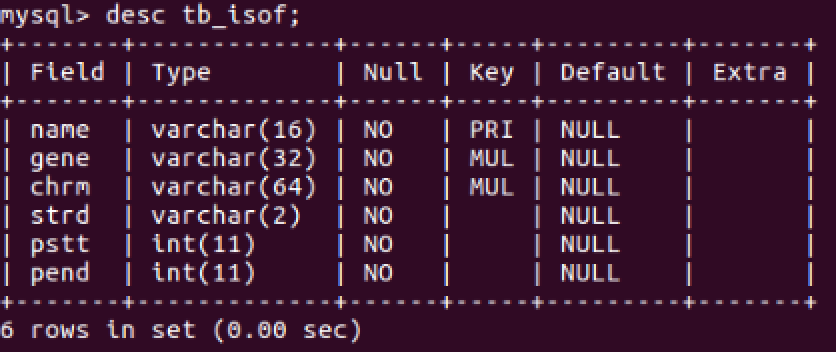 mysql> desc tb_isof;
+-------+-------------+------+-----+---------+-------+
| Field | Type        | Null | Key | Default | Extra |
+-------+-------------+------+-----+---------+-------+
| name  | varchar(16) | NO   | PRI | NULL    |       |
| gene  | varchar(32) | NO   | MUL | NULL    |       |
| chrm  | varchar(64) | NO   | MUL | NULL    |       |
| strd  | varchar(2)  | NO   |     | NULL    |       |
| pstt  | int(11)     | NO   |     | NULL    |       |
| pend  | int(11)     | NO   |     | NULL    |       |
+-------+-------------+------+-----+---------+-------+
6 rows in set (0.00 sec)